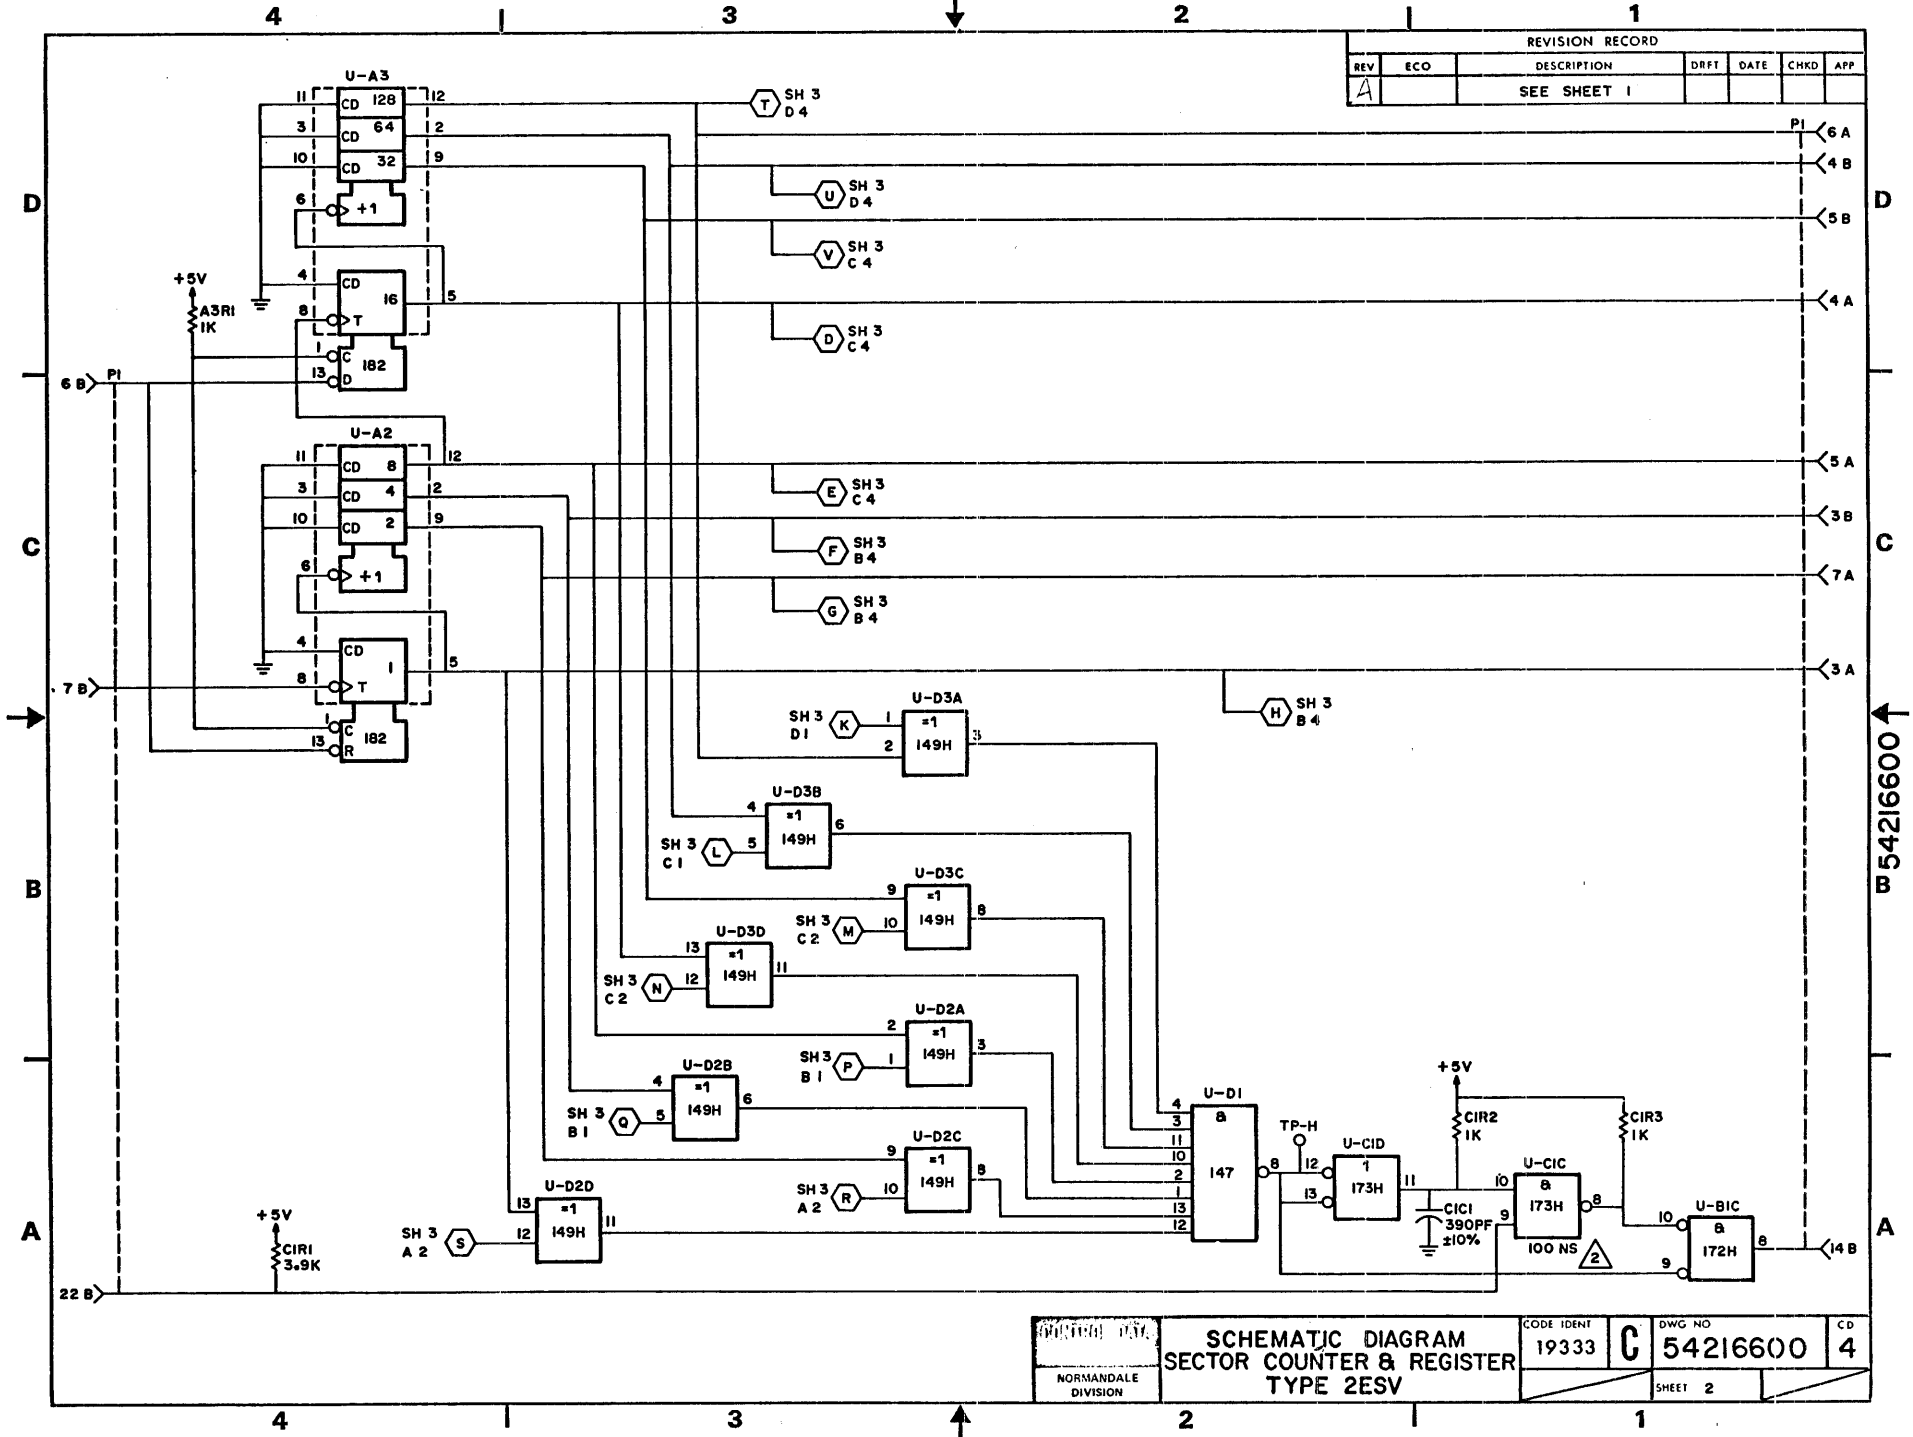 4 3 2 1
REVISION RECORD
REV ECO DESCRIPTION DRFT DATE CHKD APP
A SEE SHEET 1
U-A3
11 CD 128 12
3 CD 64 2
10 CD 32 9
6 +1
T SH 3
D 4
P1
6 A
4 B
U SH 3
D 4
5 B
V SH 3
C 4
D D
+5V
A3R1
1K
4 CD
16 5
8 T
1 C
182
13 D
4 A
D SH 3
C 4
6 B P1
U-A2
11 CD 8 12
3 CD 4 2
10 CD 2 9
6 +1
5 A
E SH 3
C 4
3 B
F SH 3
B 4
7 A
G SH 3
B 4
C C
4 CD
1 5
8 T
7 B
1 C
182
13 R
3 A
H SH 3
B 4
54216600
U-D3A
SH 3
D 1 K 1
2
=1
149H
3
U-D3B
4
SH 3
C 1 L 5
=1
149H
6
U-D3C
9
SH 3
C 2 M 10
=1
149H
8
B B
U-D3D
13
SH 3
C 2 N 12
=1
149H
11
U-D2A
2
SH 3
B 1 P 1
=1
149H
3
U-D2B
4
SH 3
B 1 Q 5
=1
149H
6
U-D2C
9
SH 3
A 2 R 10
=1
149H
8
U-D2D
13
SH 3
A 2 S 12
=1
149H
11
U-D1
4
3
11
10
2
1
13
12
&
147
8
TP-H
12
13
U-C1D
1
173H
11
+5V
C1R2
1K
C1R3
1K
C1C1
390PF
±10%
U-C1C
10
9
&
173H
8
100 NS 2
U-B1C
10
9
&
172H
8
14 B
A A
+5V
C1R1
3.9K
22 B
CONTROL DATA
NORMANDALE
DIVISION
SCHEMATIC DIAGRAM
SECTOR COUNTER & REGISTER
TYPE 2ESV
CODE IDENT
19333
C
DWG NO
54216600
CD
4
SHEET 2
4 3 2 1